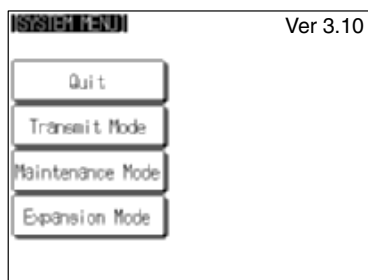 [SYSTEM MENU]
Ver 3.10
Quit
Transmit Mode
Maintenance Mode
Expansion Mode